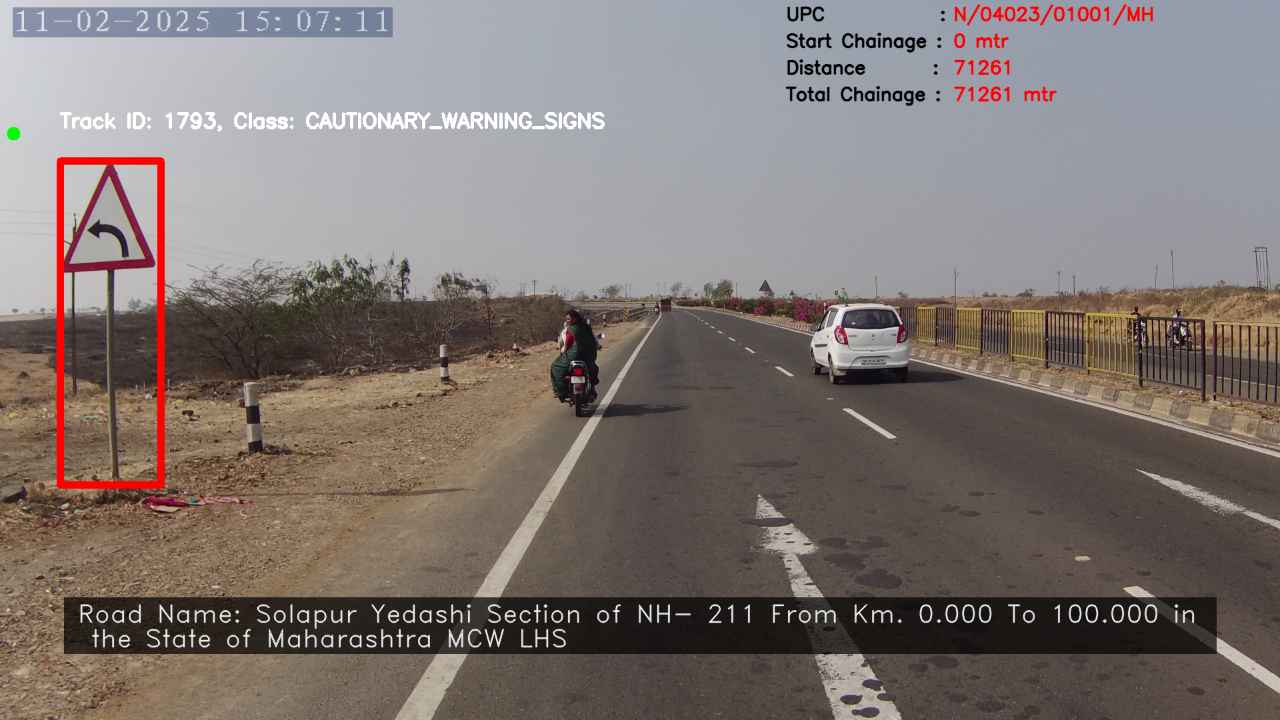 11-02-2025 15:07:11
UPC : N/04023/01001/MH
Start Chainage : 0 mtr
Distance : 71261
Total Chainage : 71261 mtr
Track ID: 1793, Class: CAUTIONARY_WARNING_SIGNS
Road Name: Solapur Yedashi Section of NH- 211 From Km. 0.000 To 100.000 in
the State of Maharashtra MCW LHS